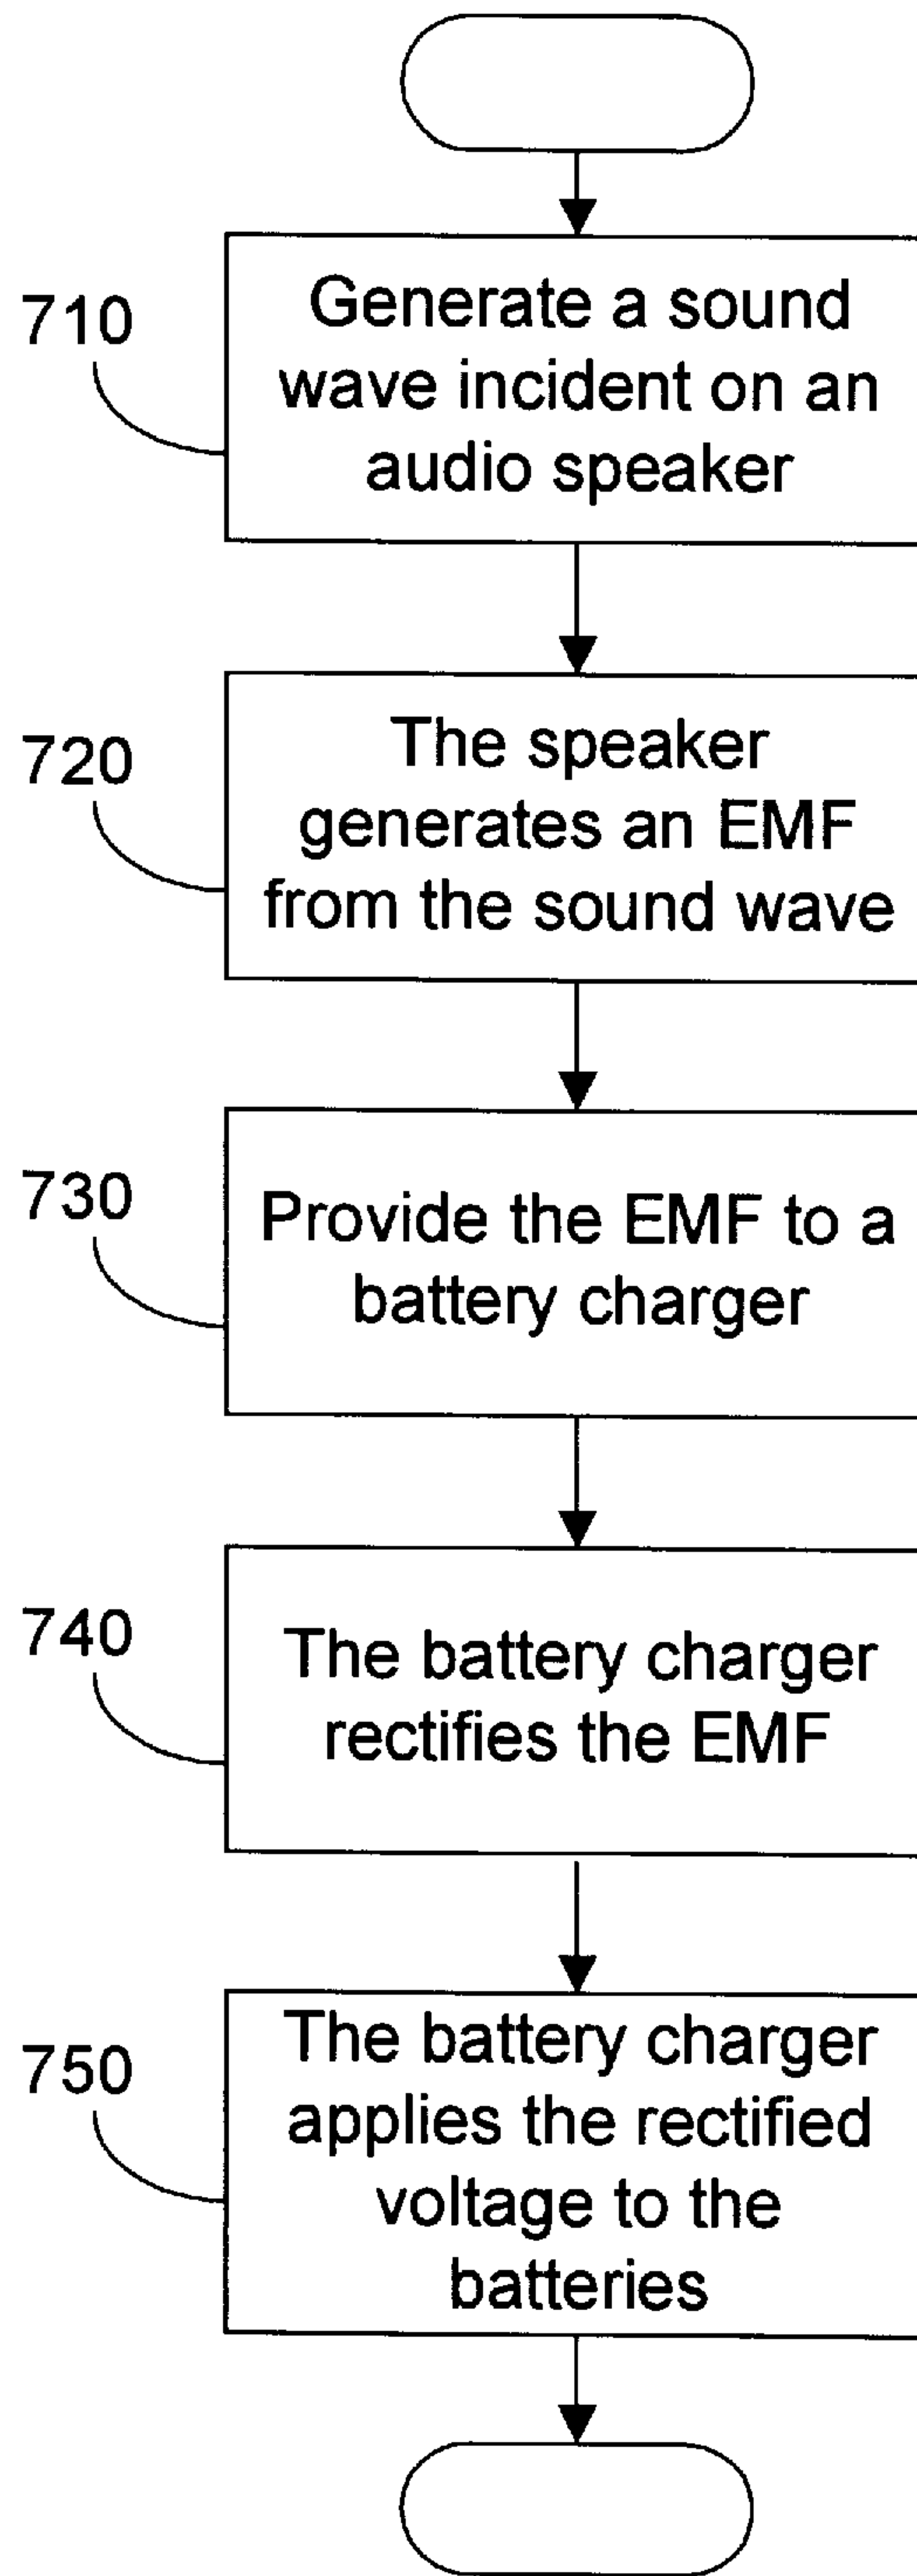 710
Generate a sound
wave incident on an
audio speaker
720
The speaker
generates an EMF
from the sound wave
730
Provide the EMF to a
battery charger
740
The battery charger
rectifies the EMF
750
The battery charger
applies the rectified
voltage to the
batteries